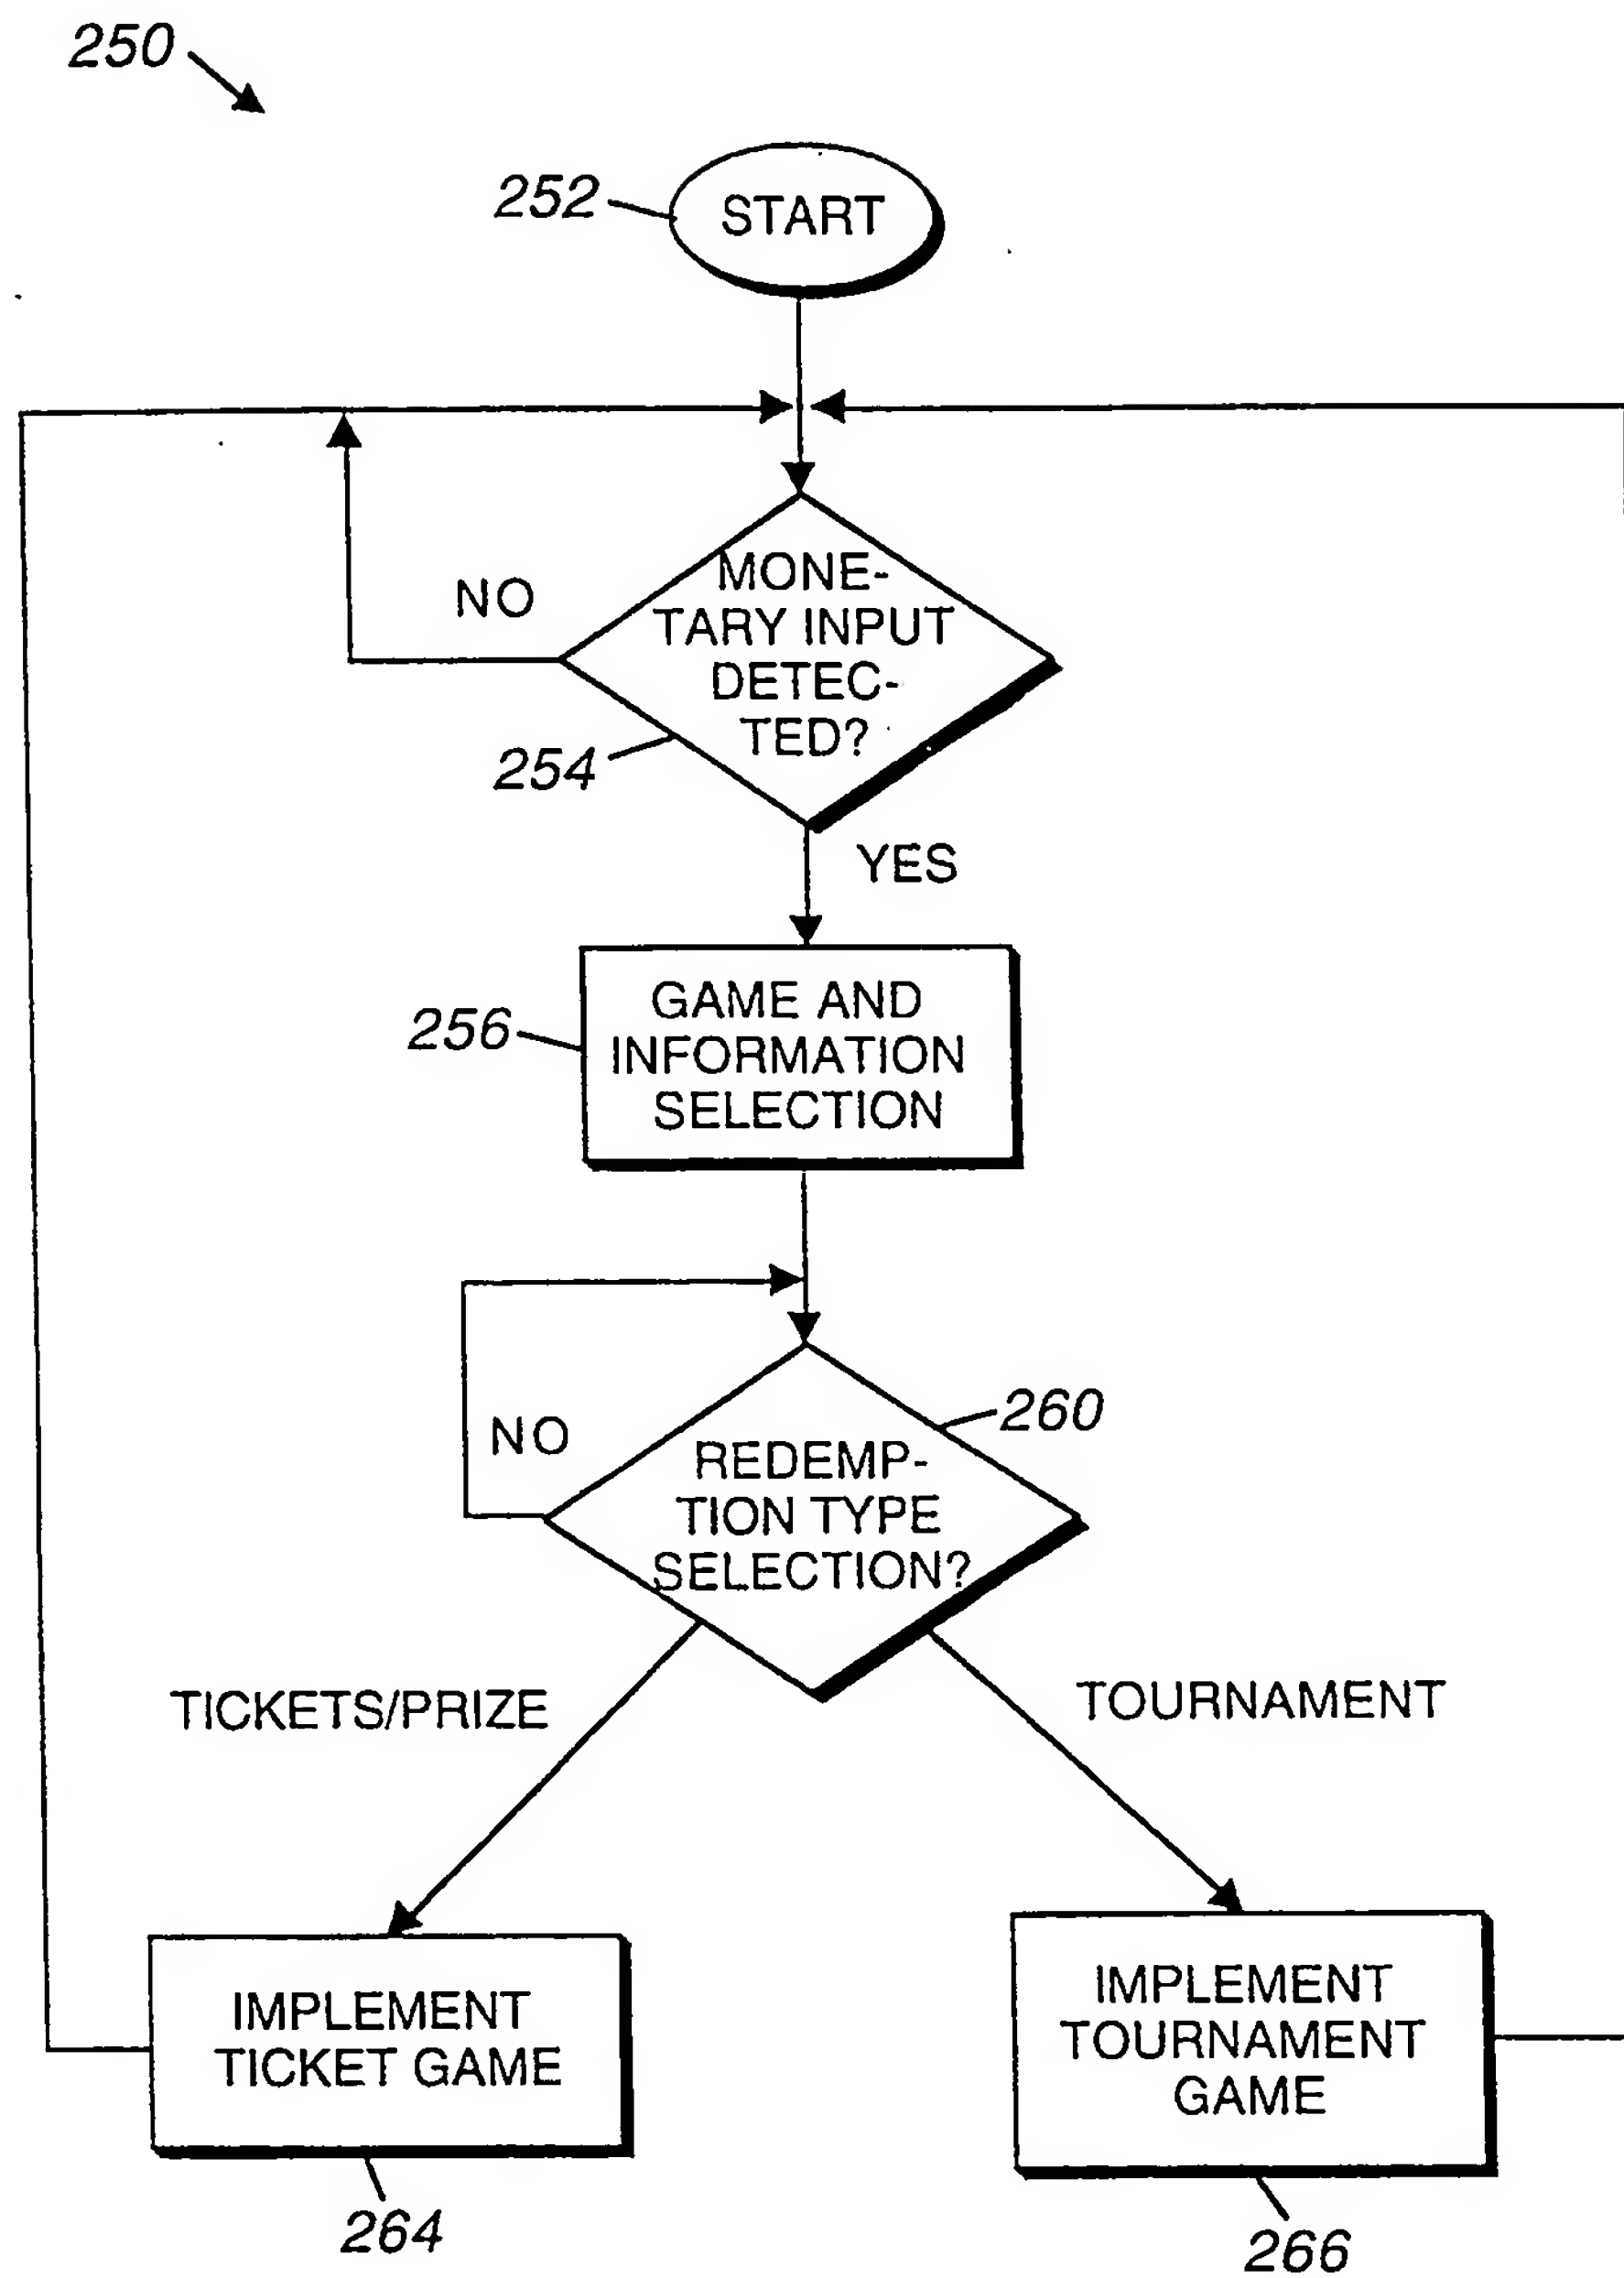 250
252
START
NO
MONE-
TARY INPUT
DETEC-
TED?
254
YES
256
GAME AND
INFORMATION
SELECTION
260
NO
REDEMP-
TION TYPE
SELECTION?
TICKETS/PRIZE
TOURNAMENT
IMPLEMENT
TICKET GAME
IMPLEMENT
TOURNAMENT
GAME
264
266